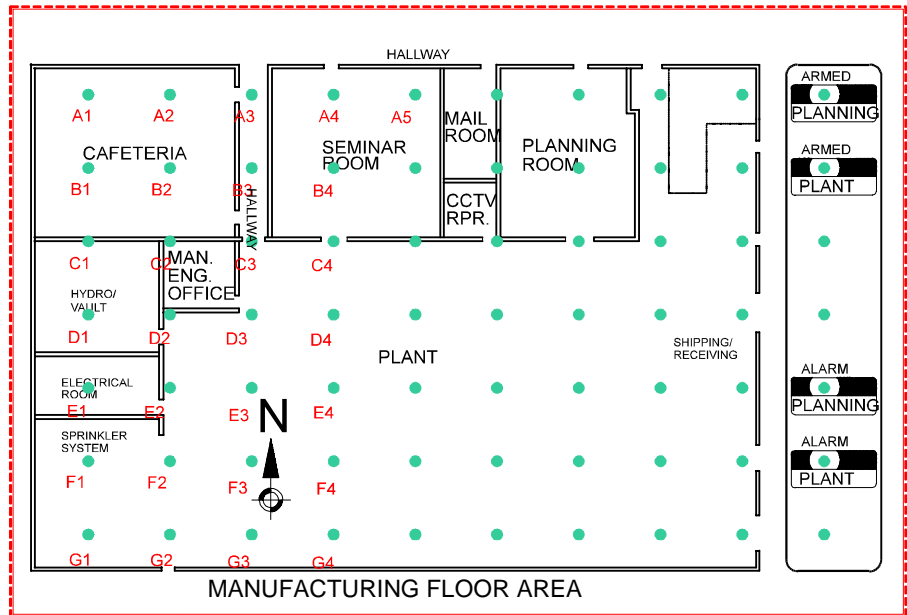 HALLWAY
ARMED
PLANNING
A1
A2
A3
A4
A5
MAIL
ROOM
CAFETERIA
SEMINAR
ROOM
PLANNING
ROOM
ARMED
PLANT
B1
B2
B3
B4
HALLWAY
CCTV
RPR.
C1
C2
C3
C4
MAN.
ENG.
OFFICE
HYDRO/
VAULT
D1
D2
D3
D4
PLANT
SHIPPING/
RECEIVING
ALARM
PLANNING
ELECTRICAL
ROOM
E1
E2
E3
E4
N
SPRINKLER
SYSTEM
ALARM
PLANT
F1
F2
F3
F4
G1
G2
G3
G4
MANUFACTURING FLOOR AREA